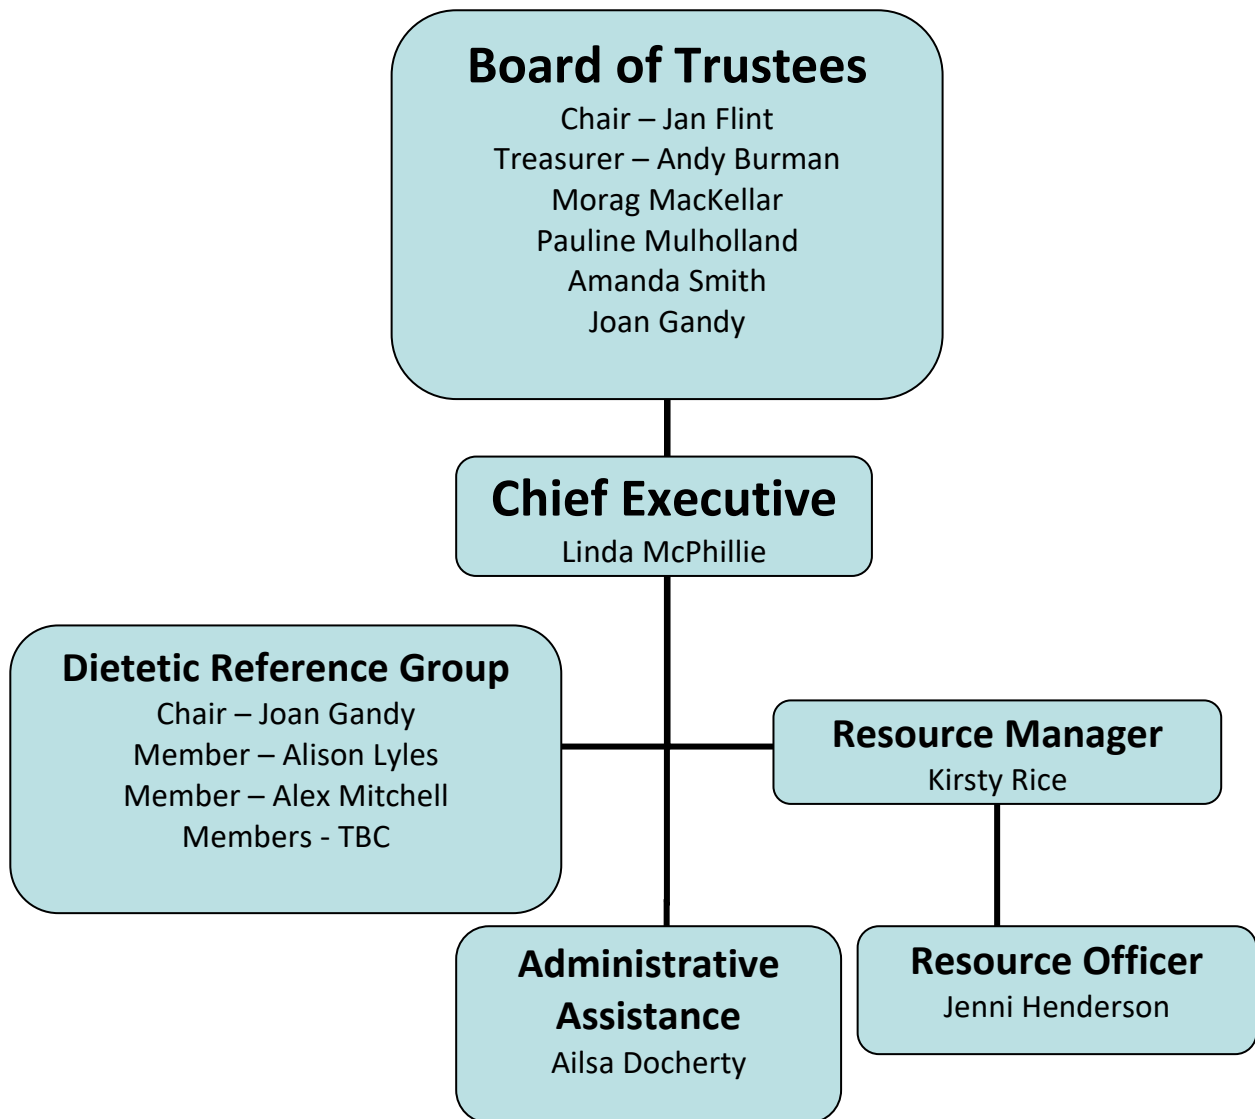 Board of Trustees
Chair – Jan Flint
Treasurer – Andy Burman
Morag MacKellar
Pauline Mulholland
Amanda Smith
Joan Gandy
Chief Executive
Linda McPhillie
Dietetic Reference Group
Chair – Joan Gandy
Member – Alison Lyles
Member – Alex Mitchell
Members - TBC
Resource Manager
Kirsty Rice
Administrative
Assistance
Ailsa Docherty
Resource Officer
Jenni Henderson